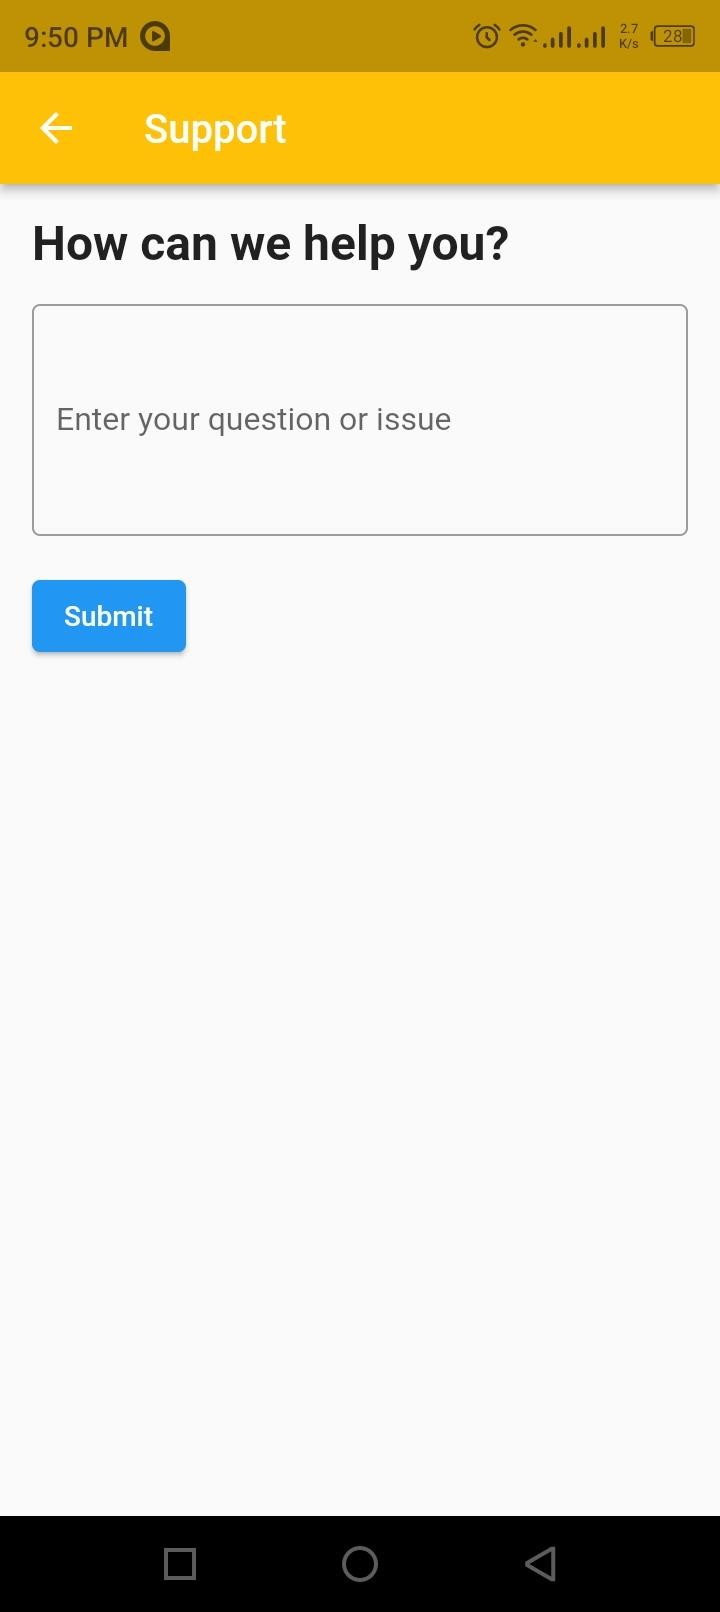 9:50 PM 2.7 K/s 28
Support
How can we help you?
Enter your question or issue
Submit